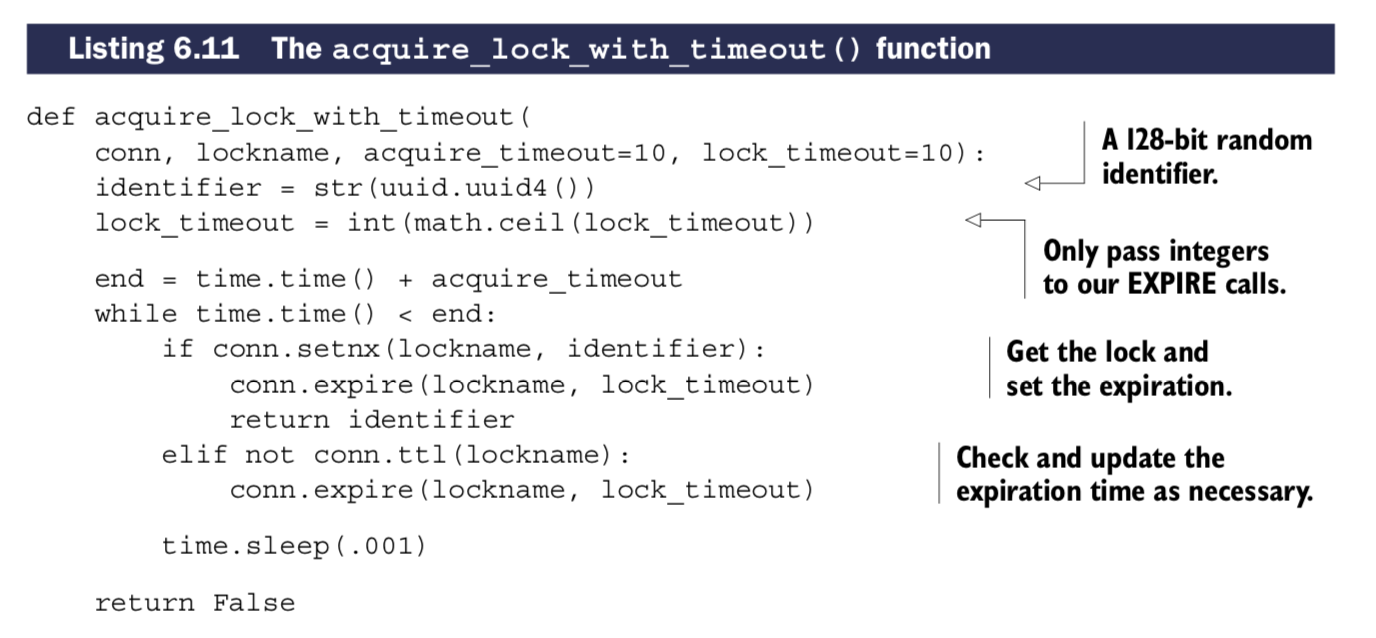 Listing 6.11 The acquire_lock_with_timeout() function
def acquire_lock_with_timeout(
    conn, lockname, acquire_timeout=10, lock_timeout=10):
    identifier = str(uuid.uuid4())
    lock_timeout = int(math.ceil(lock_timeout))
    end = time.time() + acquire_timeout
    while time.time() < end:
        if conn.setnx(lockname, identifier):
            conn.expire(lockname, lock_timeout)
            return identifier
        elif not conn.ttl(lockname):
            conn.expire(lockname, lock_timeout)
        time.sleep(.001)
    return False
A 128-bit random
identifier.
Only pass integers
to our EXPIRE calls.
Get the lock and
set the expiration.
Check and update the
expiration time as necessary.